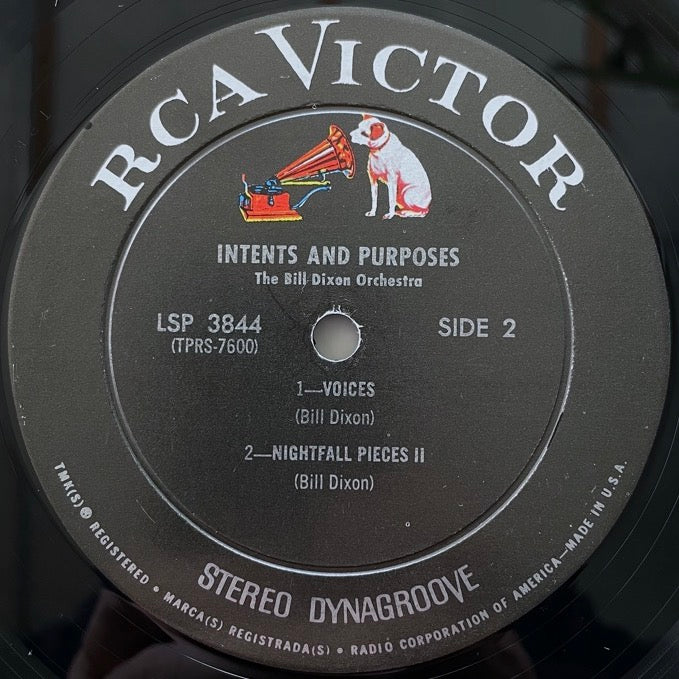 RCA VICTOR
INTENTS AND PURPOSES
The Bill Dixon Orchestra
LSP 3844
(TPRS-7600)
SIDE 2
1—VOICES
(Bill Dixon)
2—NIGHTFALL PIECES II
(Bill Dixon)
STEREO DYNAGROOVE
TMK(S) ® REGISTERED • MARCA(S) REGISTRADA(S) • RADIO CORPORATION OF AMERICA—MADE IN U.S.A.